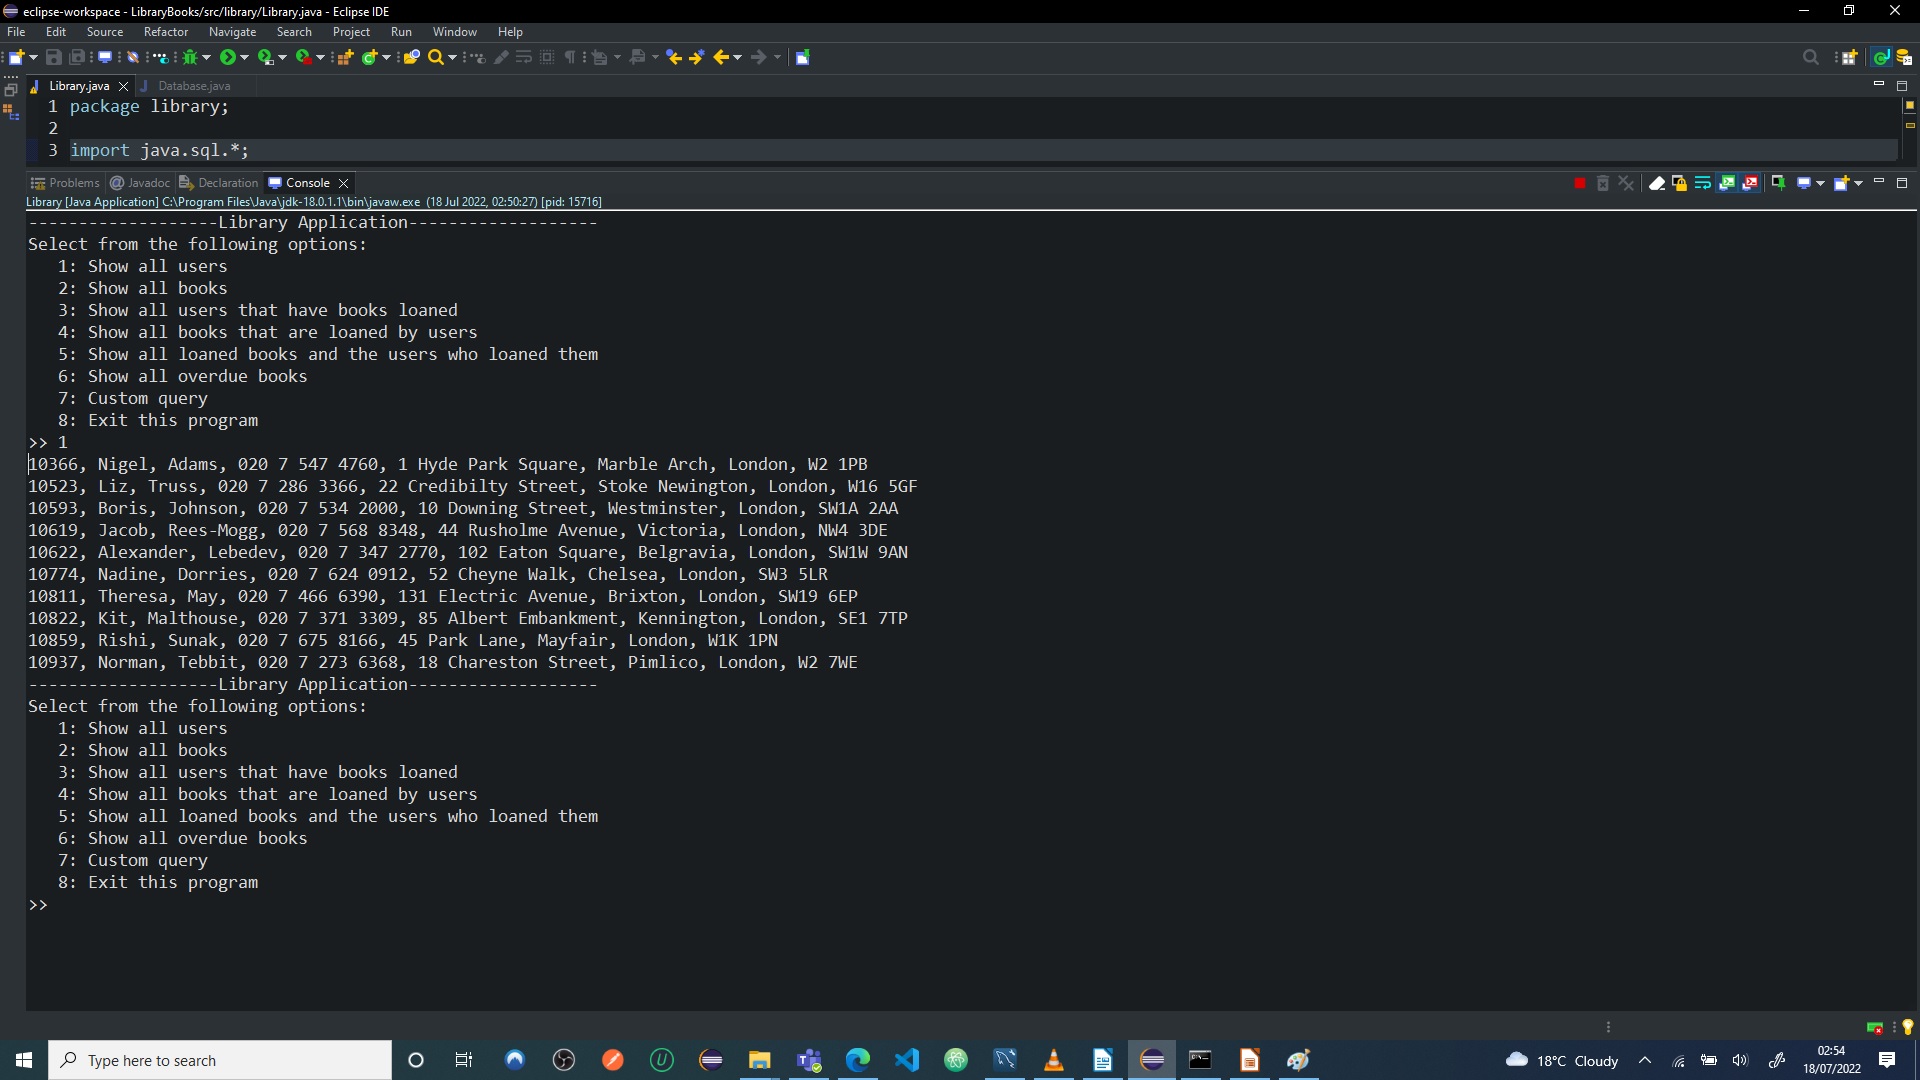 eclipse-workspace - LibraryBooks/src/library/Library.java - Eclipse IDE
File Edit Source Refactor Navigate Search Project Run Window Help
Library.java Database.java
1 package library;
2
3 import java.sql.*;
Problems @ Javadoc Declaration Console
Library [Java Application] C:\Program Files\Java\jdk-18.0.1.1\bin\javaw.exe (18 Jul 2022, 02:50:27) [pid: 15716]
-------------------Library Application-------------------
Select from the following options:
   1: Show all users
   2: Show all books
   3: Show all users that have books loaned
   4: Show all books that are loaned by users
   5: Show all loaned books and the users who loaned them
   6: Show all overdue books
   7: Custom query
   8: Exit this program
>> 1
10366, Nigel, Adams, 020 7 547 4760, 1 Hyde Park Square, Marble Arch, London, W2 1PB
10523, Liz, Truss, 020 7 286 3366, 22 Credibilty Street, Stoke Newington, London, W16 5GF
10593, Boris, Johnson, 020 7 534 2000, 10 Downing Street, Westminster, London, SW1A 2AA
10619, Jacob, Rees-Mogg, 020 7 568 8348, 44 Rusholme Avenue, Victoria, London, NW4 3DE
10622, Alexander, Lebedev, 020 7 347 2770, 102 Eaton Square, Belgravia, London, SW1W 9AN
10774, Nadine, Dorries, 020 7 624 0912, 52 Cheyne Walk, Chelsea, London, SW3 5LR
10811, Theresa, May, 020 7 466 6390, 131 Electric Avenue, Brixton, London, SW19 6EP
10822, Kit, Malthouse, 020 7 371 3309, 85 Albert Embankment, Kennington, London, SE1 7TP
10859, Rishi, Sunak, 020 7 675 8166, 45 Park Lane, Mayfair, London, W1K 1PN
10937, Norman, Tebbit, 020 7 273 6368, 18 Chareston Street, Pimlico, London, W2 7WE
-------------------Library Application-------------------
Select from the following options:
   1: Show all users
   2: Show all books
   3: Show all users that have books loaned
   4: Show all books that are loaned by users
   5: Show all loaned books and the users who loaned them
   6: Show all overdue books
   7: Custom query
   8: Exit this program
>>
Type here to search
18°C Cloudy
02:54
18/07/2022